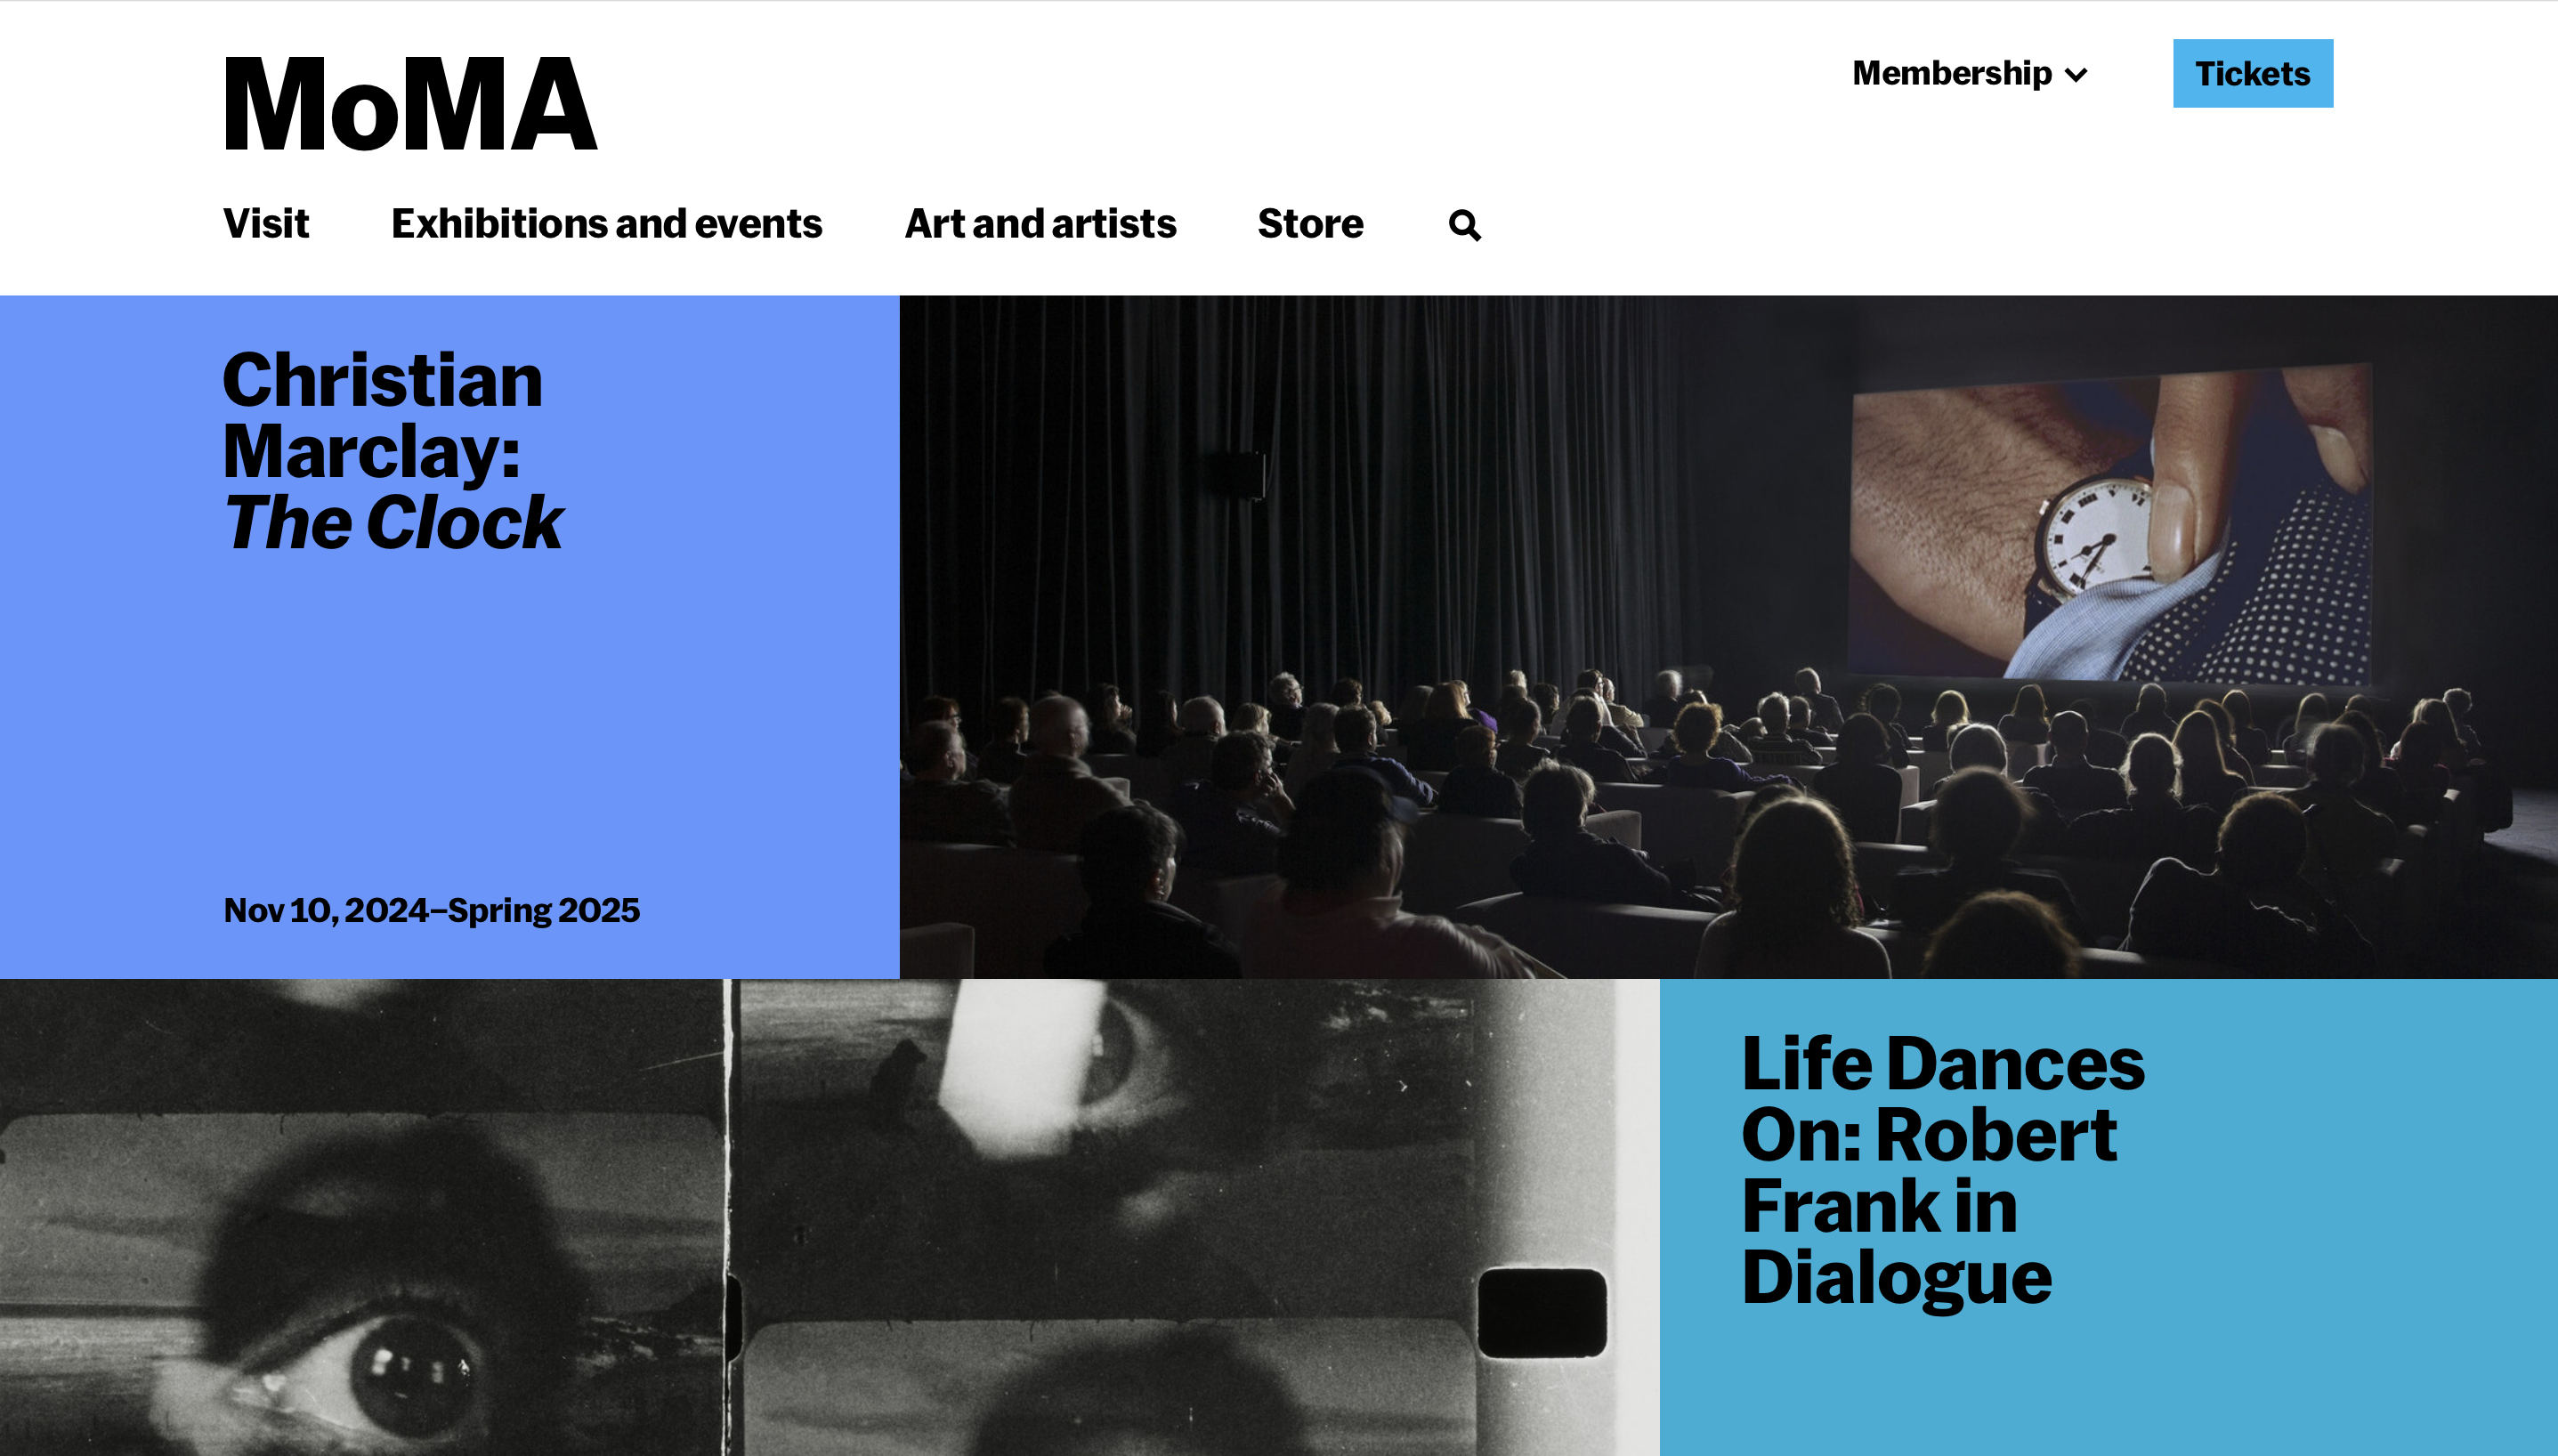 MoMA
Membership
Tickets
Visit
Exhibitions and events
Art and artists
Store
Christian
Marclay:
The Clock
Nov 10, 2024–Spring 2025
Life Dances
On: Robert
Frank in
Dialogue